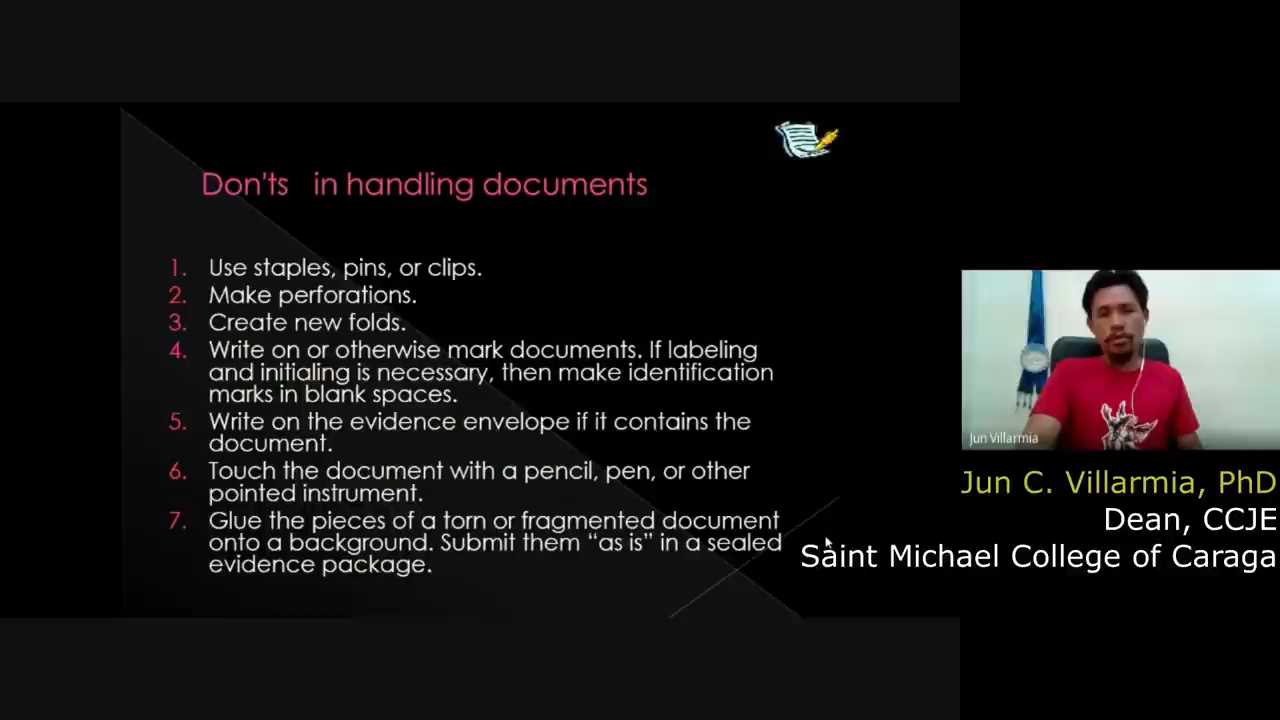 Don'ts in handling documents
1. Use staples, pins, or clips.
2. Make perforations.
3. Create new folds.
4. Write on or otherwise mark documents. If labeling
and initialing is necessary, then make identification
marks in blank spaces.
5. Write on the evidence envelope if it contains the
document.
6. Touch the document with a pencil, pen, or other
pointed instrument.
7. Glue the pieces of a torn or fragmented document
onto a background. Submit them “as is” in a sealed
evidence package.
Jun Villarmia
Jun C. Villarmia, PhD
Dean, CCJE
Saint Michael College of Caraga